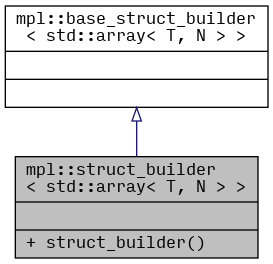 mpl::base_struct_builder
< std::array< T, N > >
mpl::struct_builder
< std::array< T, N > >
+ struct_builder()